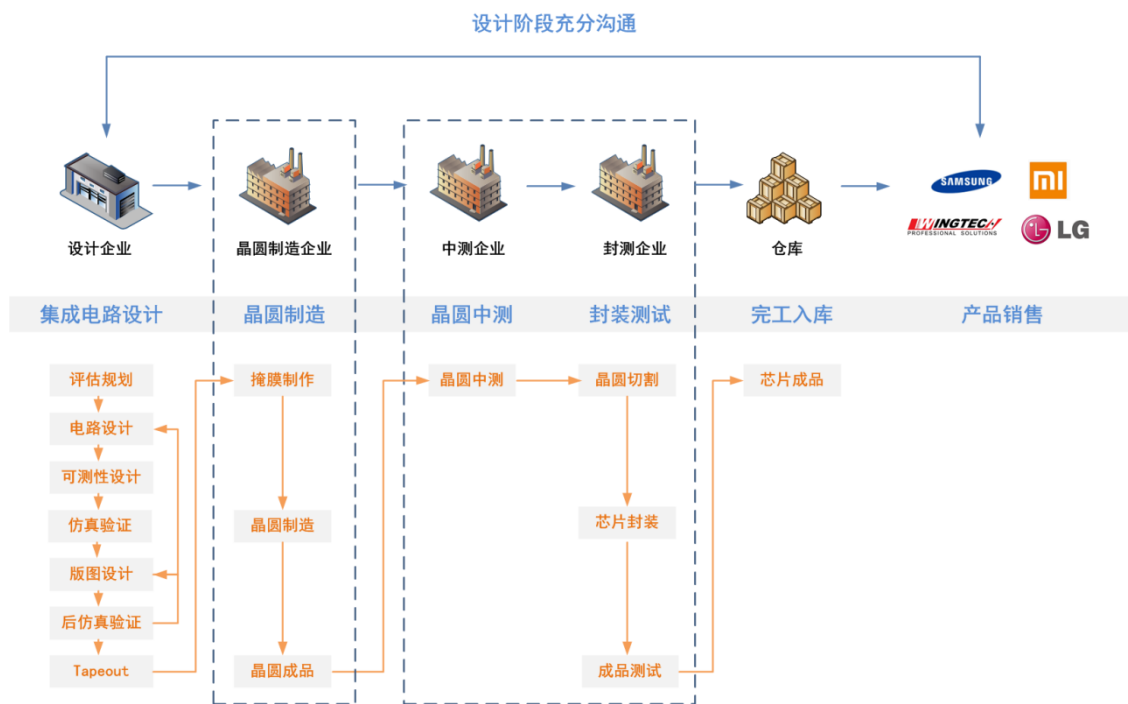 设计阶段充分沟通
SAMSUNG
mi
WINGTECH
PROFESSIONAL SOLUTIONS
LG
设计企业
晶圆制造企业
中测企业
封测企业
仓库
集成电路设计
晶圆制造
晶圆中测
封装测试
完工入库
产品销售
评估规划
掩膜制作
晶圆中测
晶圆切割
芯片成品
电路设计
可测性设计
仿真验证
晶圆制造
芯片封装
版图设计
后仿真验证
Tapeout
晶圆成品
成品测试